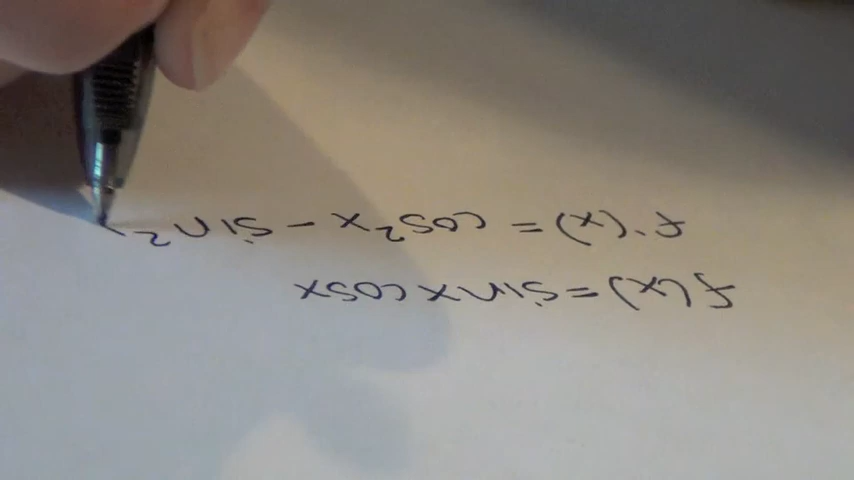 f(x) = sin x cos x
f'(x) = cos²x - sin²